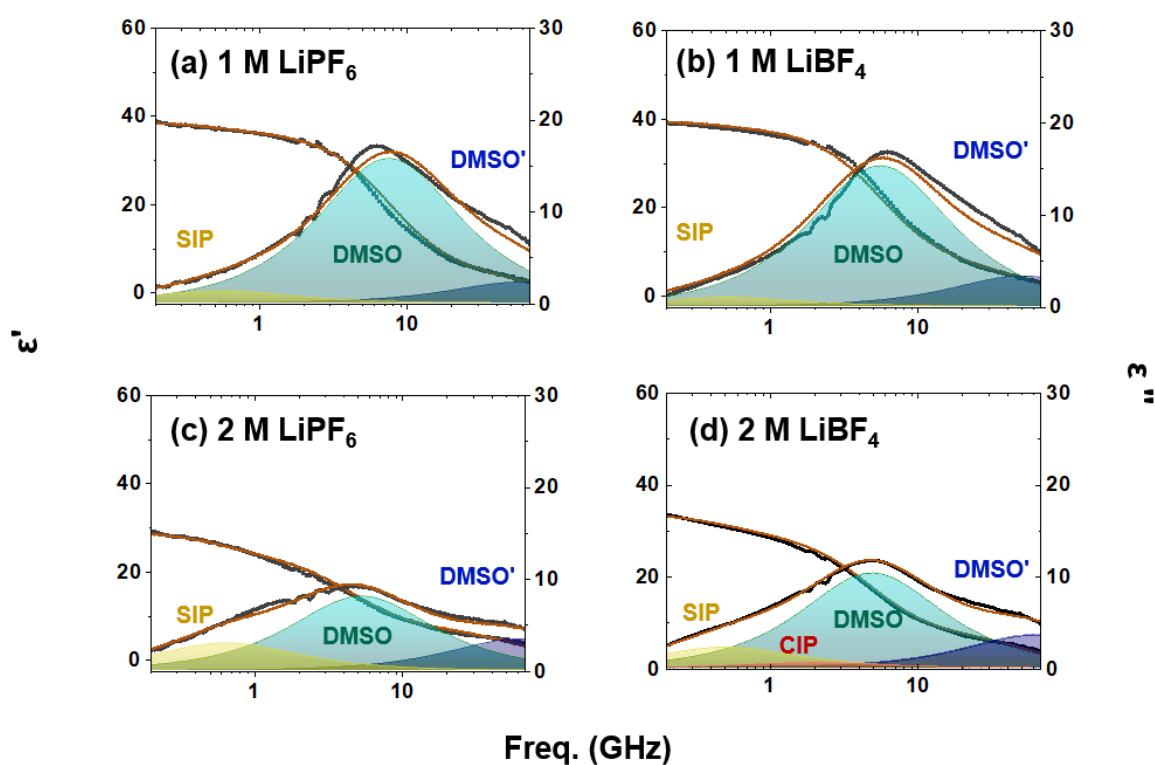 (a) 1 M LiPF6
60
40
20
0
30
20
10
0
1
10
SIP
DMSO
DMSO'
(b) 1 M LiBF4
60
40
20
0
30
20
10
0
1
10
SIP
DMSO
DMSO'
ε'
ε"
(c) 2 M LiPF6
60
40
20
0
30
20
10
0
1
10
SIP
DMSO
DMSO'
(d) 2 M LiBF4
60
40
20
0
30
20
10
0
1
10
SIP
CIP
DMSO
DMSO'
Freq. (GHz)